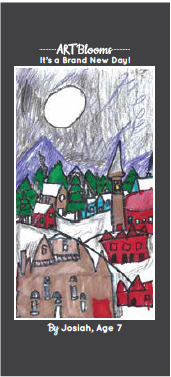 ART Blooms
It's a Brand New Day!
By Josiah, Age 7